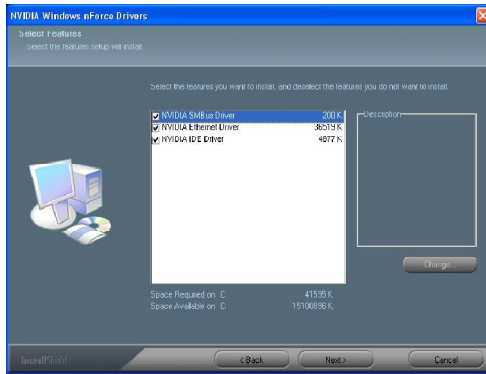 NVIDIA Windows nForce Drivers
Select Features
Select the features setup will install.
Select the features you want to install, and deselect the features you do not want to install.
NVIDIA SMBus Driver 200 K
NVIDIA Ethernet Driver 36519 K
NVIDIA IDE Driver 4877 K
Description
Change...
Space Required on C: 41595 K
Space Available on C: 15100896 K
InstallShield
< Back
Next >
Cancel